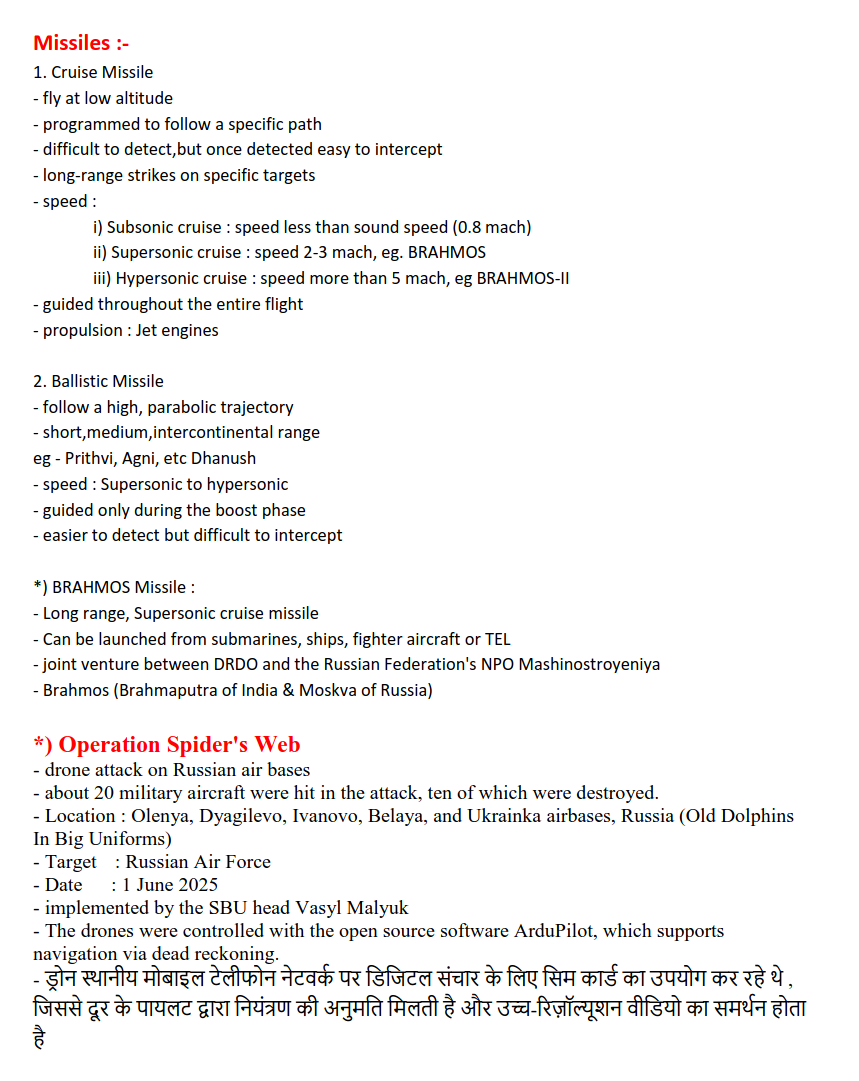 Missiles :-
1. Cruise Missile
- fly at low altitude
- programmed to follow a specific path
- difficult to detect,but once detected easy to intercept
- long-range strikes on specific targets
- speed :
i) Subsonic cruise : speed less than sound speed (0.8 mach)
ii) Supersonic cruise : speed 2-3 mach, eg. BRAHMOS
iii) Hypersonic cruise : speed more than 5 mach, eg BRAHMOS-II
- guided throughout the entire flight
- propulsion : Jet engines
2. Ballistic Missile
- follow a high, parabolic trajectory
- short,medium,intercontinental range
eg - Prithvi, Agni, etc Dhanush
- speed : Supersonic to hypersonic
- guided only during the boost phase
- easier to detect but difficult to intercept
*) BRAHMOS Missile :
- Long range, Supersonic cruise missile
- Can be launched from submarines, ships, fighter aircraft or TEL
- joint venture between DRDO and the Russian Federation's NPO Mashinostroyeniya
- Brahmos (Brahmaputra of India & Moskva of Russia)
*) Operation Spider's Web
- drone attack on Russian air bases
- about 20 military aircraft were hit in the attack, ten of which were destroyed.
- Location : Olenya, Dyagilevo, Ivanovo, Belaya, and Ukrainka airbases, Russia (Old Dolphins
In Big Uniforms)
- Target : Russian Air Force
- Date : 1 June 2025
- implemented by the SBU head Vasyl Malyuk
- The drones were controlled with the open source software ArduPilot, which supports
navigation via dead reckoning.
- ड्रोन स्थानीय मोबाइल टेलीफोन नेटवर्क पर डिजिटल संचार के लिए सिम कार्ड का उपयोग कर रहे थे ,
जिससे दूर के पायलट द्वारा नियंत्रण की अनुमति मिलती है और उच्च-रिज़ॉल्यूशन वीडियो का समर्थन होता
है